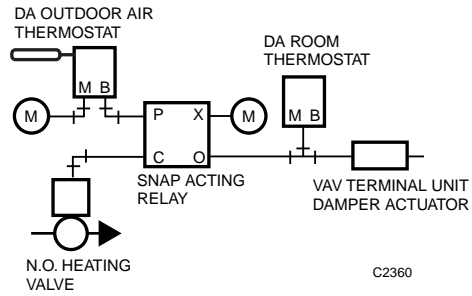 DA OUTDOOR AIR
THERMOSTAT
DA ROOM
THERMOSTAT
M B
M
P X
M
M B
C O
SNAP ACTING
RELAY
VAV TERMINAL UNIT
DAMPER ACTUATOR
N.O. HEATING
VALVE
C2360